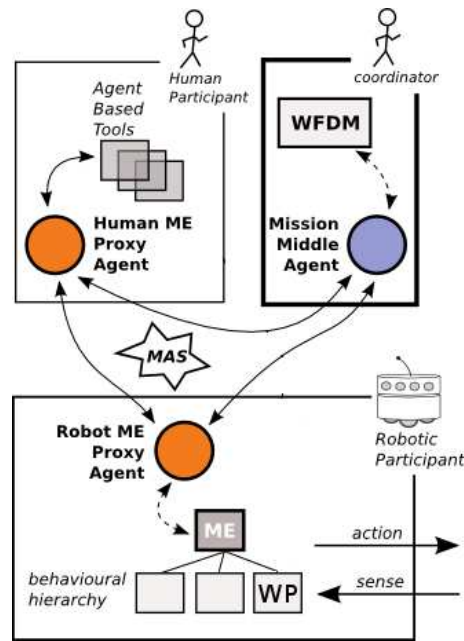 Human
Participant
coordinator
Agent
Based
Tools
WFDM
Human ME
Proxy
Agent
Mission
Middle
Agent
MAS
Robot ME
Proxy
Agent
Robotic
Participant
ME
action
behavioural
hierarchy
WP
sense